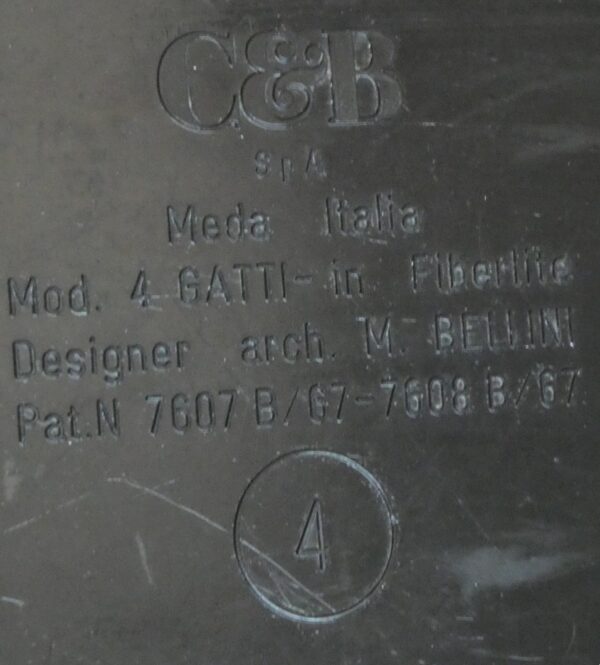 C&B
SpA
Meda Italia
Mod. 4 GATTI-in Fiberlite
Designer arch. M. BELLINI
Pat.N 7607 B/67-7608 B/67
4